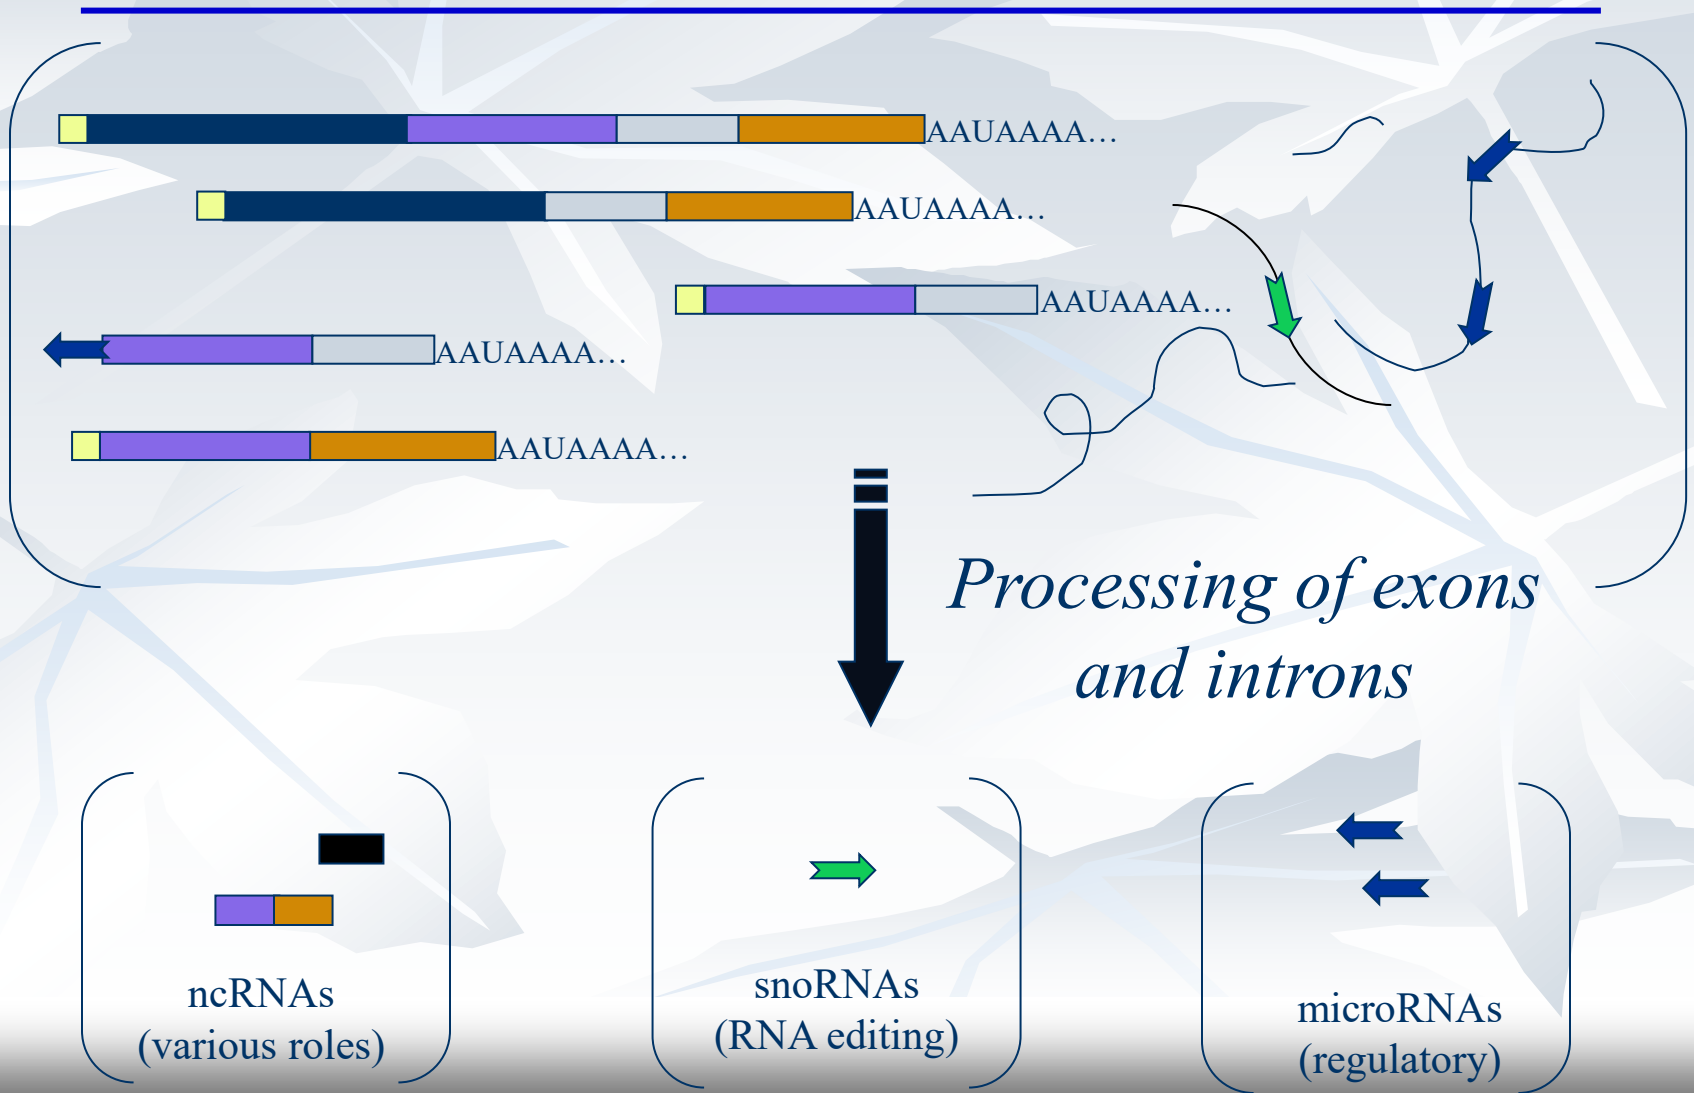 AAUAAAA…
AAUAAAA…
AAUAAAA…
AAUAAAA…
AAUAAAA…
Processing of exons
and introns
ncRNAs
(various roles)
snoRNAs
(RNA editing)
microRNAs
(regulatory)